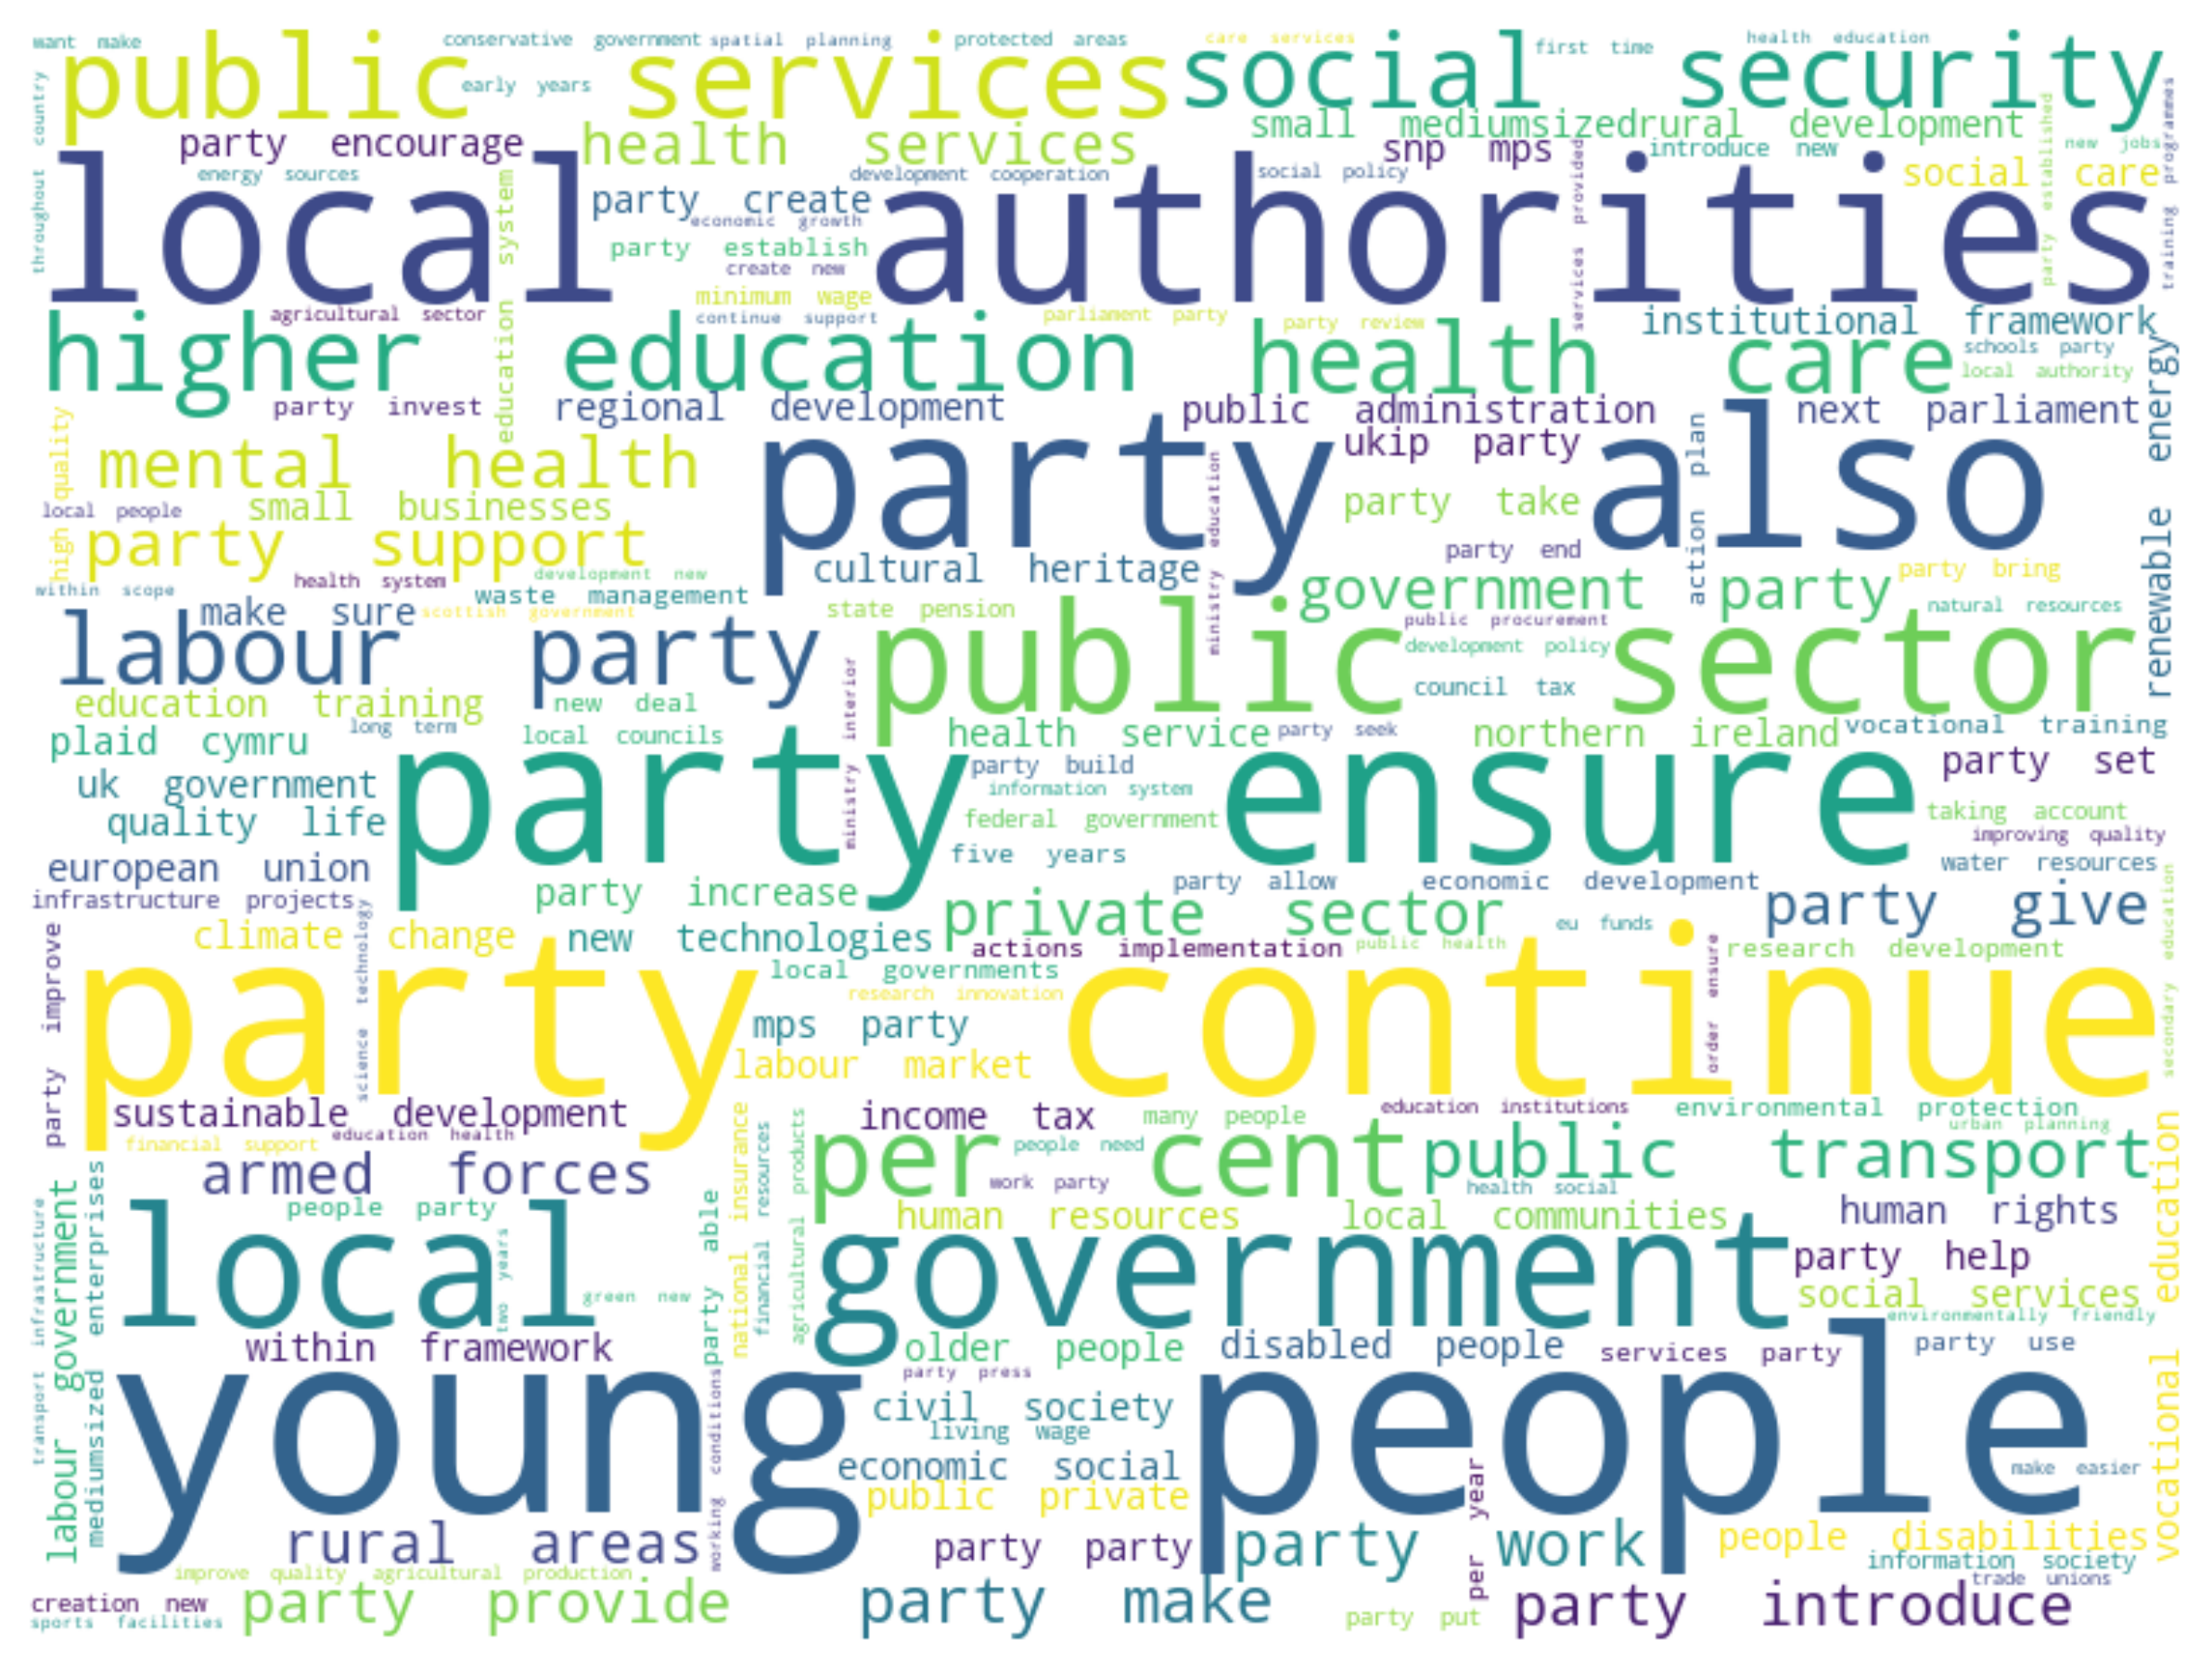 want make
conservative government
spatial planning
protected areas
care services
first time
health education
public services
social security
early years
throughout country
small mediumsized
rural development
party encourage
health services
snp mps
introduce new
new jobs
party established
training programmes
local authorities
energy sources
education system
party create
development cooperation
social policy
services provided
social care
economic growth
party establish
create new
minimum wage
agricultural sector
continue support
parliament party
party review
institutional framework
higher education
health care
schools party
local authority
renewable energy
party invest
regional development
public administration
next parliament
high quality
mental health
party also
ukip party
action plan
local people
small businesses
ministry education
party take
party support
party end
health system
development new
cultural heritage
government party
party bring
within scope
waste management
make sure
scottish government
state pension
public procurement
natural resources
labour party
public sector
development policy
education training
new deal
council tax
ministry interior
plaid cymru
long term
local councils
health service
party seek
northern ireland
vocational training
uk government
party ensure
party build
party set
information system
quality life
federal government
taking account
improving quality
european union
five years
water resources
infrastructure projects
party increase
party allow
economic development
private sector
party give
party improve
climate change
science technology
new technologies
eu funds
actions implementation
public health
research development
secondary education
party continue
local governments
order ensure
research innovation
mps party
labour market
sustainable development
income tax
many people
education institutions
environmental protection
financial support
education health
national insurance
financial resources
agricultural products
per cent
people need
public transport
urban planning
armed forces
work party
health social
labour government
mediumsized enterprises
transport infrastructure
local government
people party
party able
human resources
local communities
human rights
vocational education
two years
green new
party help
social services
environmentally friendly
within framework
older people
disabled people
services party
party use
young people
party press
working conditions
civil society
living wage
economic social
make easier
public private
per year
rural areas
party party
party work
people disabilities
information society
improve quality
agricultural production
trade unions
creation new
party provide
party make
party put
party introduce
sports facilities